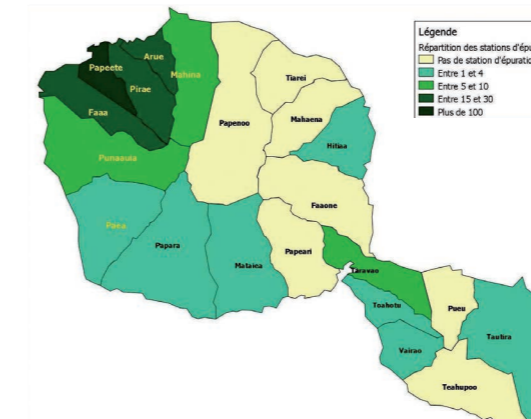 Légende
Répartition des stations d'épu
Pas de station d'épuratio
Entre 1 et 4
Entre 5 et 10
Entre 15 et 30
Plus de 100
Arue
Papeete
Mahina
Pirae
Tiarei
Faaa
Papenoo
Mahaena
Hitiaa
Punaauia
Faaone
Paea
Papara
Mataiea
Papeari
Taravao
Toahotu
Pueu
Tautira
Vairao
Teahupoo